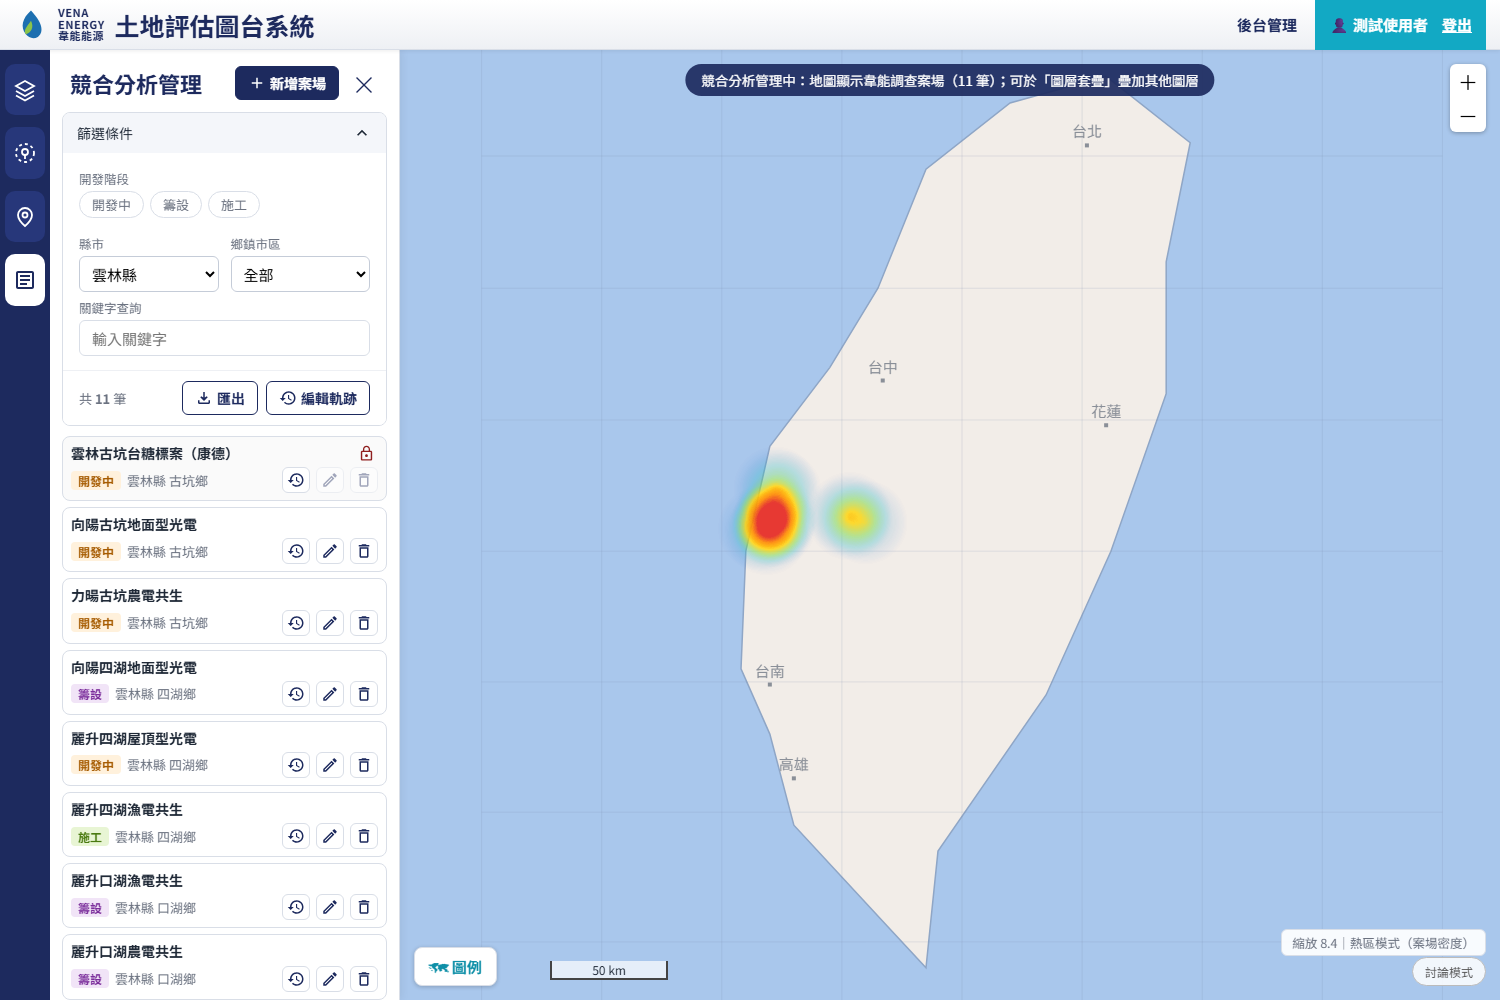 VENA
ENERGY
韋能能源
土地評估圖台系統
後台管理
測試使用者
登出
競合分析管理
新增案場
篩選條件
開發階段
開發中
籌設
施工
縣市
鄉鎮市區
雲林縣
全部
關鍵字查詢
輸入關鍵字
共 11 筆
匯出
編輯軌跡
雲林古坑台糖標案（康德）
開發中
雲林縣 古坑鄉
向陽古坑地面型光電
開發中
雲林縣 古坑鄉
力暘古坑農電共生
開發中
雲林縣 古坑鄉
向陽四湖地面型光電
籌設
雲林縣 四湖鄉
麗升四湖屋頂型光電
開發中
雲林縣 四湖鄉
麗升四湖漁電共生
施工
雲林縣 四湖鄉
麗升口湖漁電共生
籌設
雲林縣 口湖鄉
麗升口湖農電共生
籌設
雲林縣 口湖鄉
競合分析管理中：地圖顯示韋能調查案場（11 筆）；可於「圖層套疊」疊加其他圖層
台北
台中
花蓮
台南
高雄
圖例
50 km
縮放 8.4｜熱區模式（案場密度）
討論模式